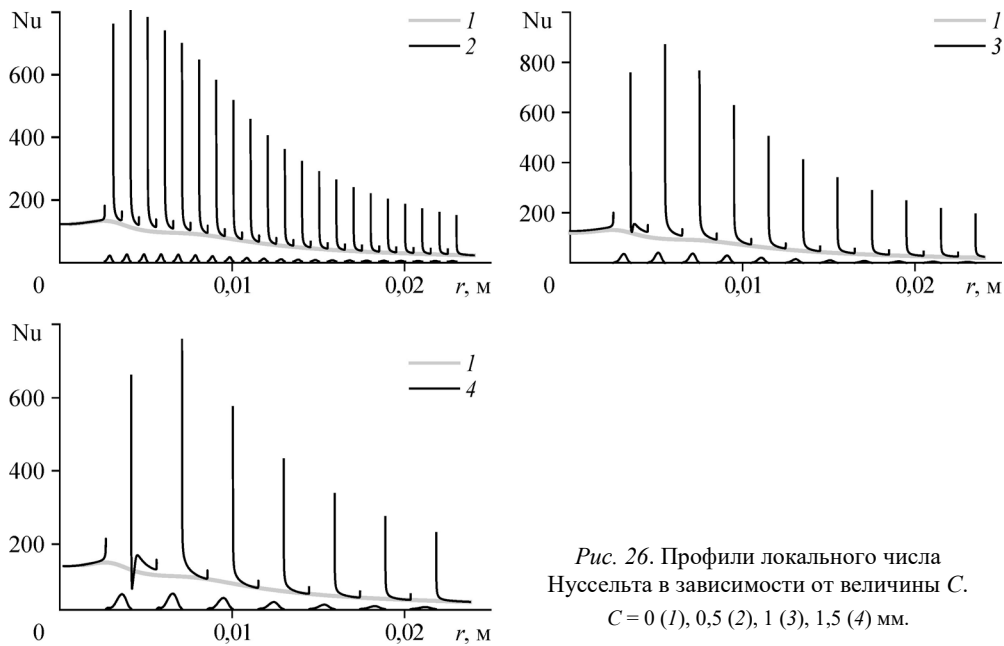 Nu
1
2
600
400
200
0
0,01
0,02
r, м
Nu
1
3
800
600
400
200
0
0,01
0,02
r, м
Nu
1
4
600
400
200
0
0,01
0,02
r, м
Рис. 26. Профили локального числа
Нуссельта в зависимости от величины C.
C = 0 (1), 0,5 (2), 1 (3), 1,5 (4) мм.